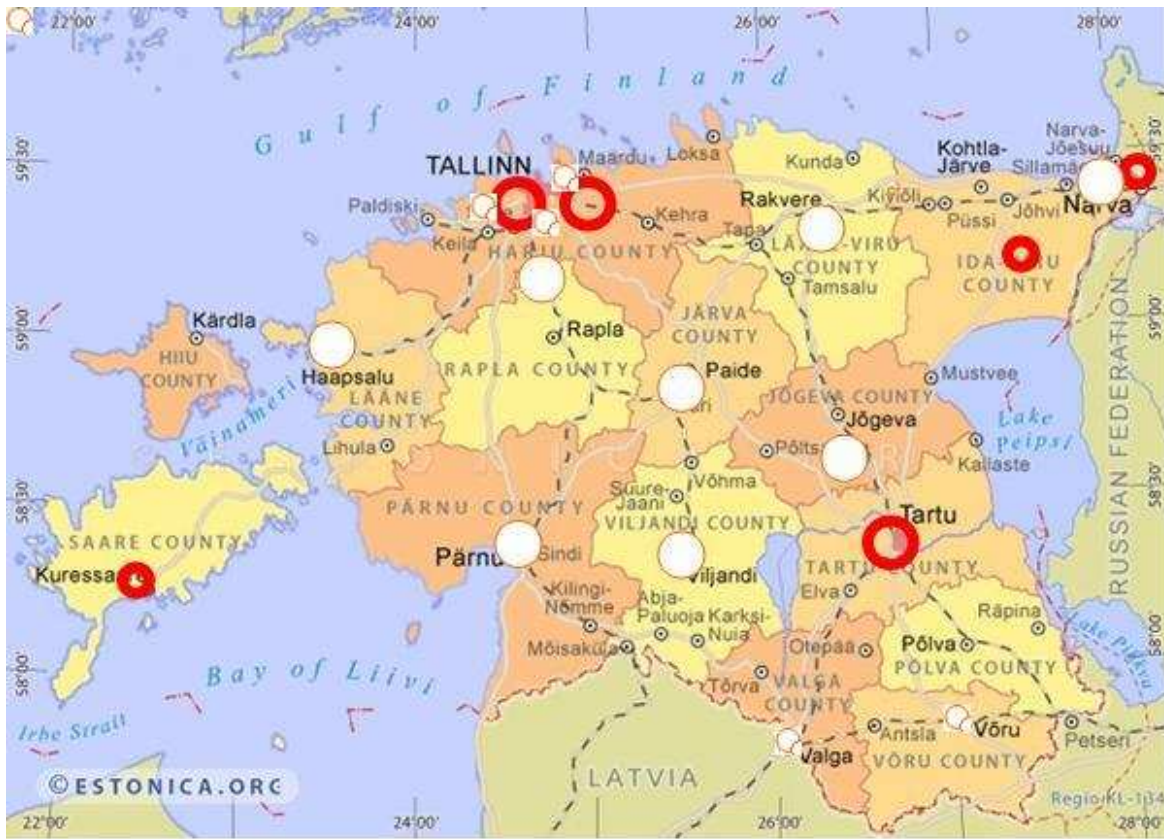 22°00'
24°00'
26°00'
28°00'
Gulf of Finland
59°30'
59°30'
TALLINN
Maardu
Loksa
Kunda
Kohtla-
Järve
Narva-
Jõesuu
Sillamäe
Narva
Paldiski
Keila
Kehra
HARJU COUNTY
Rakvere
Tapa
COUNTY
Tamsalu
Kiviõli
Püssi
Jõhvi
COUNTY
59°00'
59°00'
Kärdla
HIIU
COUNTY
Haapsalu
LÄÄNE
COUNTY
Lihula
Rapla
RAPLA COUNTY
JÄRVA
COUNTY
Paide
JÕGEVA COUNTY
Jõgeva
Mustvee
Lake
Peipsi
Kallaste
RUSSIAN FEDERATION
Väinameri
58°30'
58°30'
SAARE COUNTY
PÄRNU COUNTY
Pärnu
Sindi
Kilingi-
Nõmme
Mõisaküla
Võhma
Suure-
Jaani
VILJANDI COUNTY
Viljandi
Abja-
Paluoja
Karksi-
Nuia
Tartu
TARTU COUNTY
Elva
Räpina
Põlva
PÕLVA COUNTY
Otepää
Tõrva
VALGA
COUNTY
Valga
Antsla
Võru
VÕRU COUNTY
Petseri
Lake Pihkva
58°00'
58°00'
Bay of Liivi
Irbe Strait
LATVIA
©ESTONICA.ORG
Regio KL-134
22°00'
24°00'
26°00'
28°00'